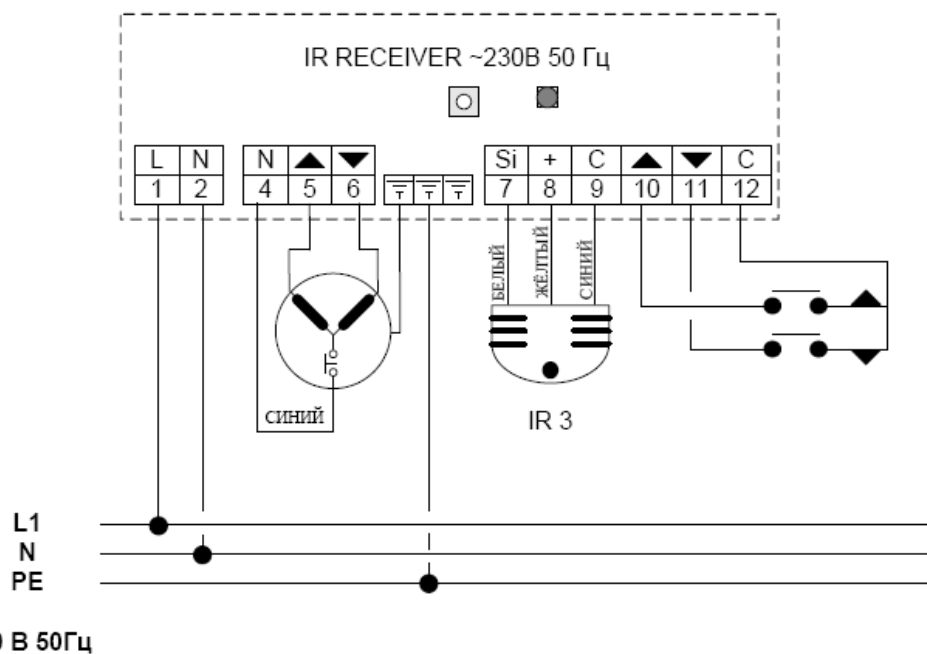 IR RECEIVER ~230В 50 Гц
L N N ▲ ▼ Si + C ▲ ▼ C
1 2 4 5 6 7 8 9 10 11 12
БЕЛЫЙ
ЖЁЛТЫЙ
СИНИЙ
СИНИЙ
IR 3
L1
N
PE
0 В 50Гц